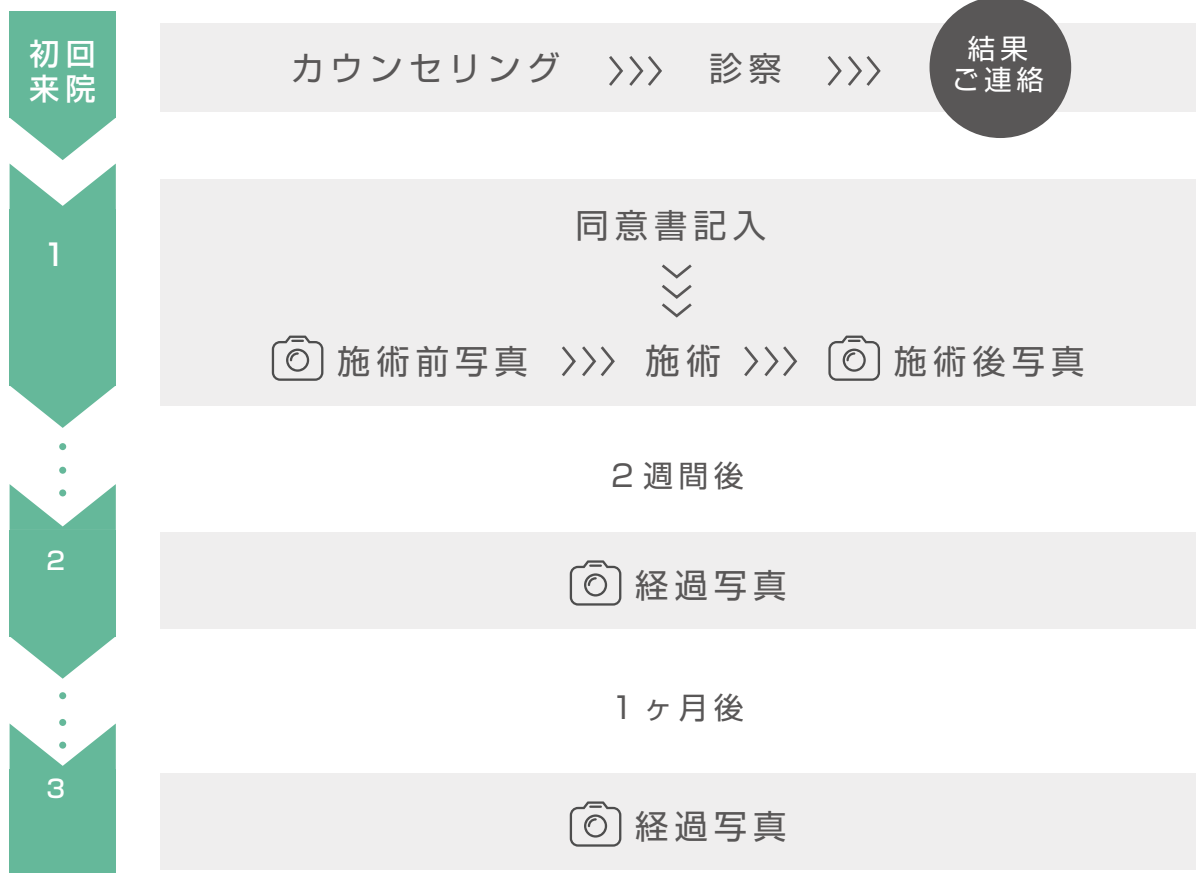 初回
来院
カウンセリング 〉〉〉 診察 〉〉〉
結果
ご連絡
1
同意書記入
施術前写真 〉〉〉 施術 〉〉〉 施術後写真
2週間後
2
経過写真
1ヶ月後
3
経過写真